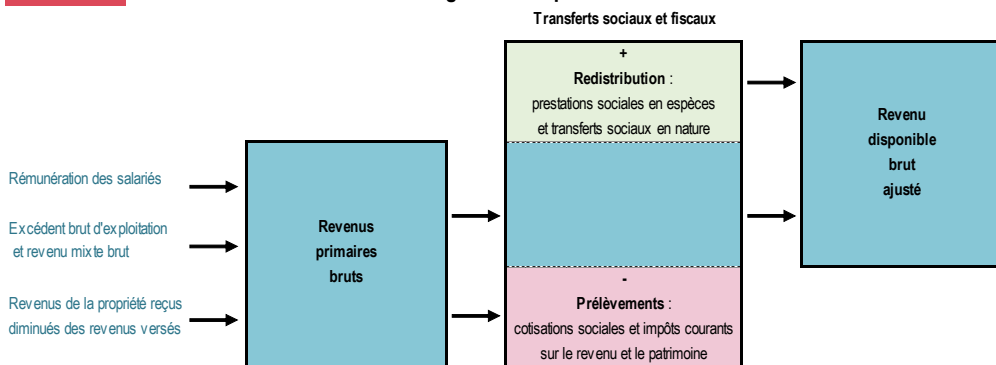 Transferts sociaux et fiscaux
+
Redistribution :
prestations sociales en espèces
et transferts sociaux en nature
Revenu
disponible
brut
ajusté
Rémunération des salariés
Excédent brut d'exploitation
et revenu mixte brut
Revenus de la propriété reçus
diminués des revenus versés
Revenus
primaires
bruts
-
Prélèvements :
cotisations sociales et impôts courants
sur le revenu et le patrimoine